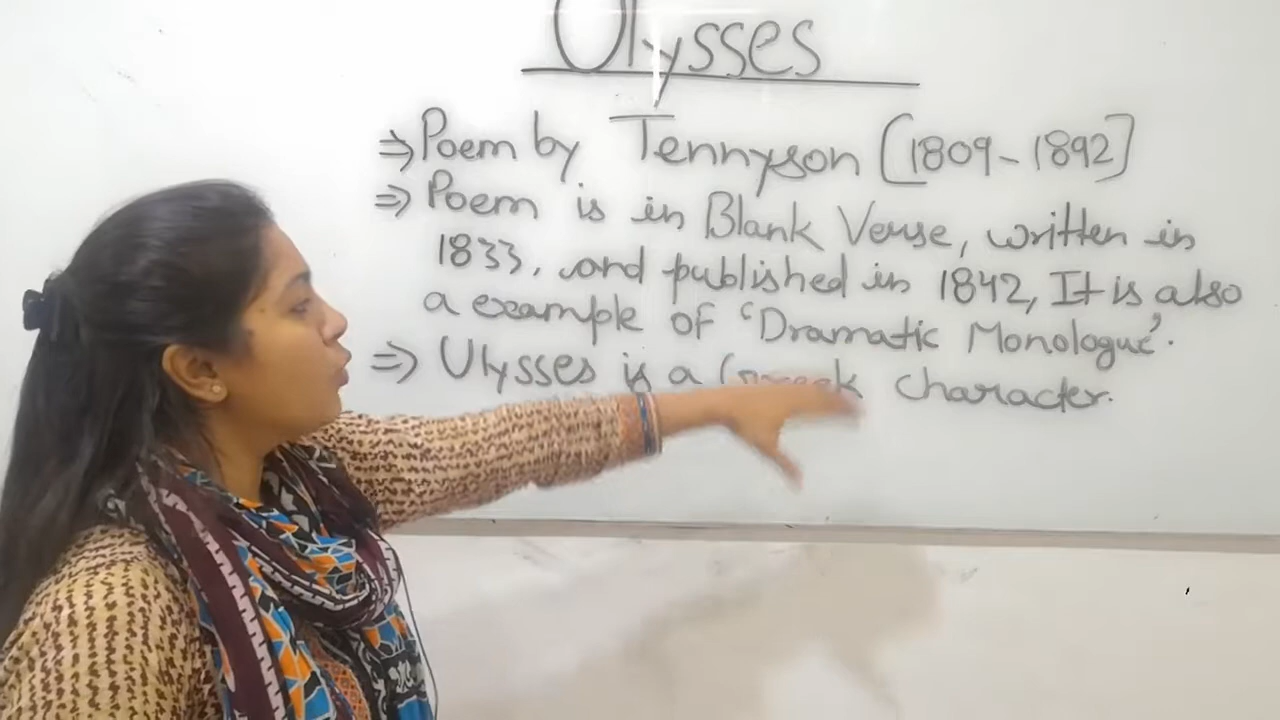 Ulysses
⇒ Poem by Tennyson [1809-1892]
⇒ Poem is in Blank Verse, written in
1833, and published in 1842, It is also
a example of 'Dramatic Monologue'.
⇒ Ulysses is a Greek character.